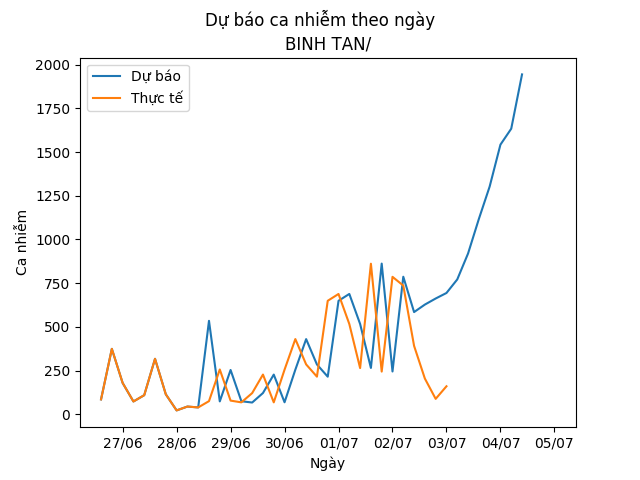 Dự báo ca nhiễm theo ngày
BINH TAN/
Dự báo
Thực tế
2000
1750
1500
1250
1000
750
500
250
0
Ca nhiễm
27/06 28/06 29/06 30/06 01/07 02/07 03/07 04/07 05/07
Ngày